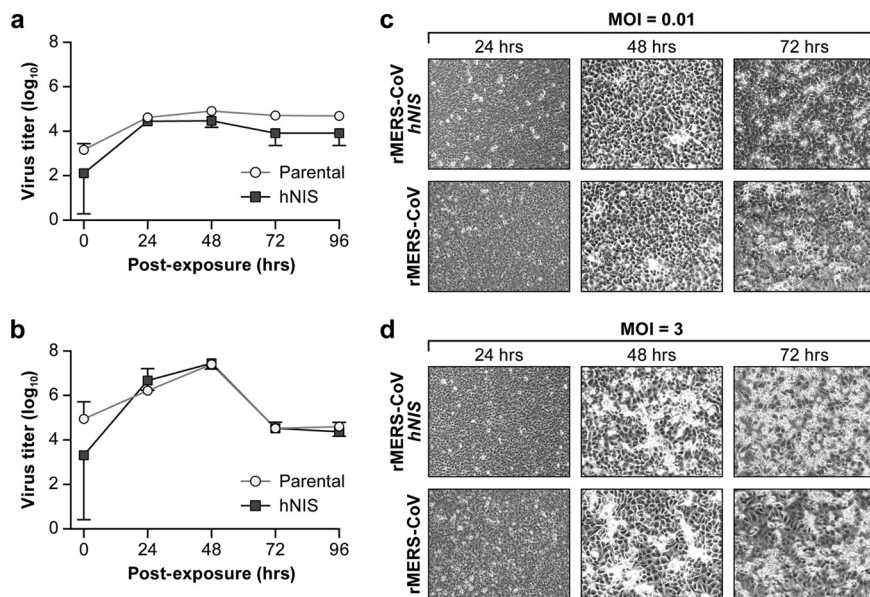 a
8
6
4
2
0
Virus titer (log10)
Parental
hNIS
0 24 48 72 96
Post-exposure (hrs)
b
8
6
4
2
0
Virus titer (log10)
Parental
hNIS
0 24 48 72 96
Post-exposure (hrs)
c
MOI = 0.01
24 hrs 48 hrs 72 hrs
rMERS-CoV
hNIS
rMERS-CoV
d
MOI = 3
24 hrs 48 hrs 72 hrs
rMERS-CoV
hNIS
rMERS-CoV